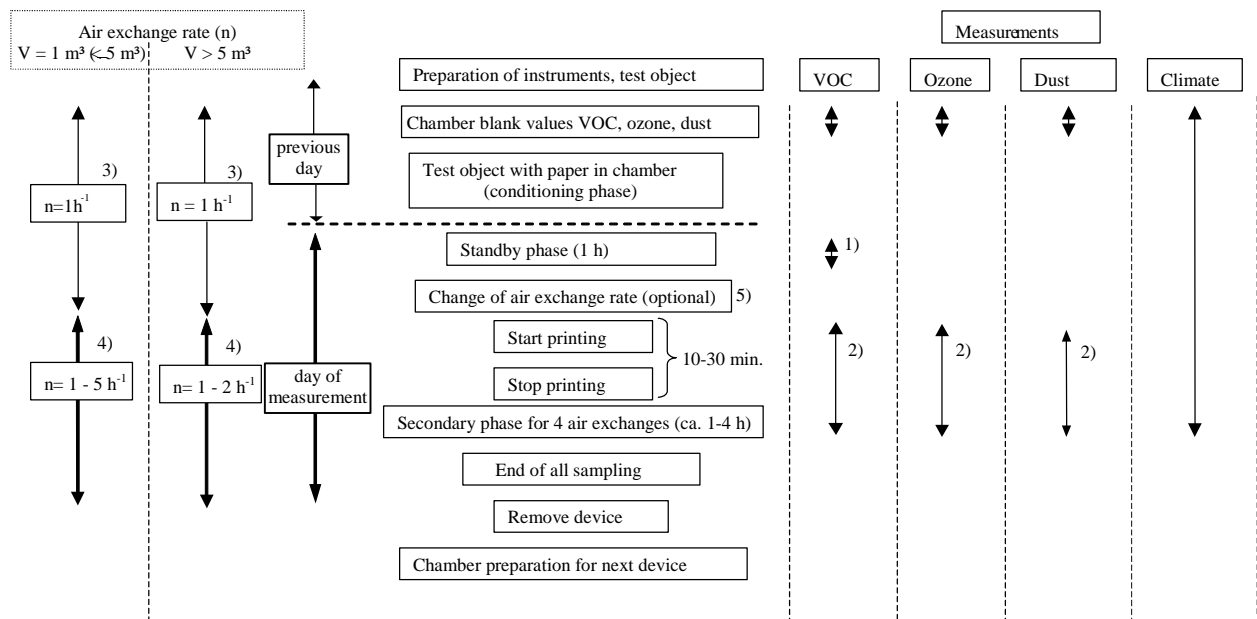 Air exchange rate (n)
V = 1 m³ (< 5 m³)
V > 5 m³
Measurements
Preparation of instruments, test object
VOC
Ozone
Dust
Climate
Chamber blank values VOC, ozone, dust
previous
day
3)
3)
Test object with paper in chamber
(conditioning phase)
n=1h⁻¹
n = 1 h⁻¹
Standby phase (1 h)
1)
Change of air exchange rate (optional)
5)
4)
4)
Start printing
10-30 min.
2)
2)
2)
n= 1 - 5 h⁻¹
n= 1 - 2 h⁻¹
day of
measurement
Stop printing
Secondary phase for 4 air exchanges (ca. 1-4 h)
End of all sampling
Remove device
Chamber preparation for next device